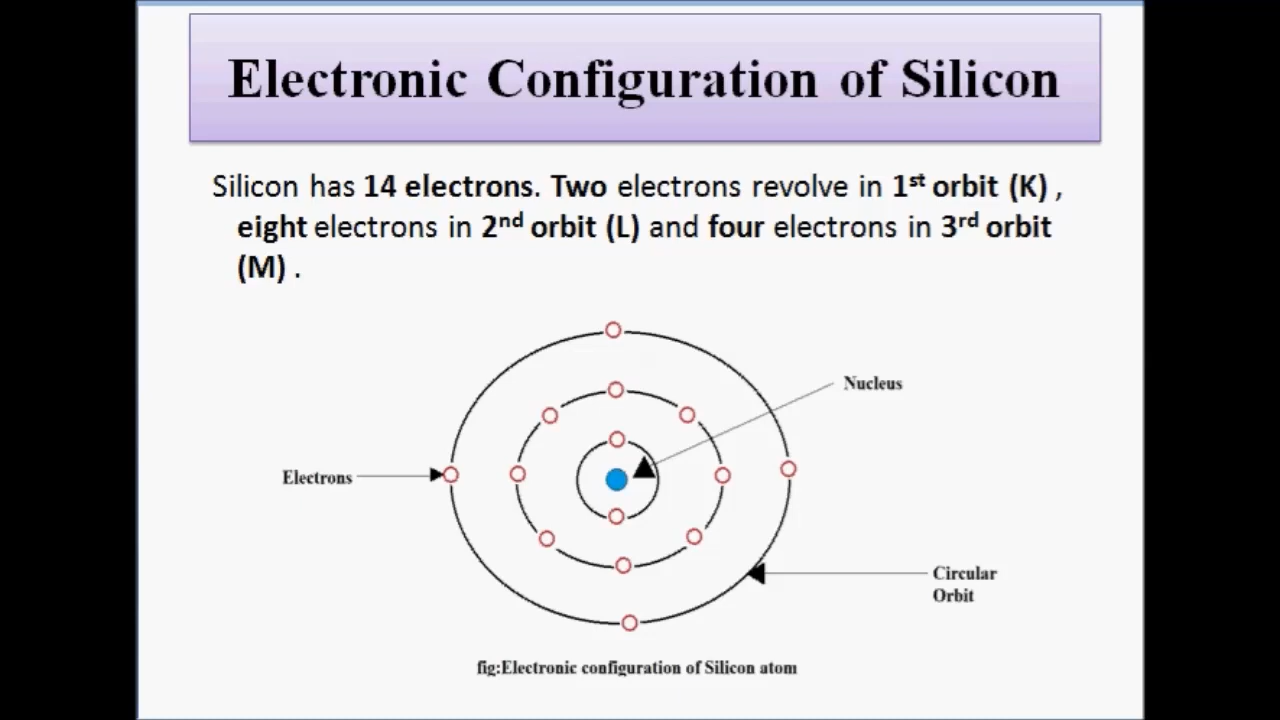 Electronic Configuration of Silicon
Silicon has 14 electrons. Two electrons revolve in 1st orbit (K) ,
eight electrons in 2nd orbit (L) and four electrons in 3rd orbit
(M) .
Nucleus
Electrons
Circular
Orbit
fig:Electronic configuration of Silicon atom